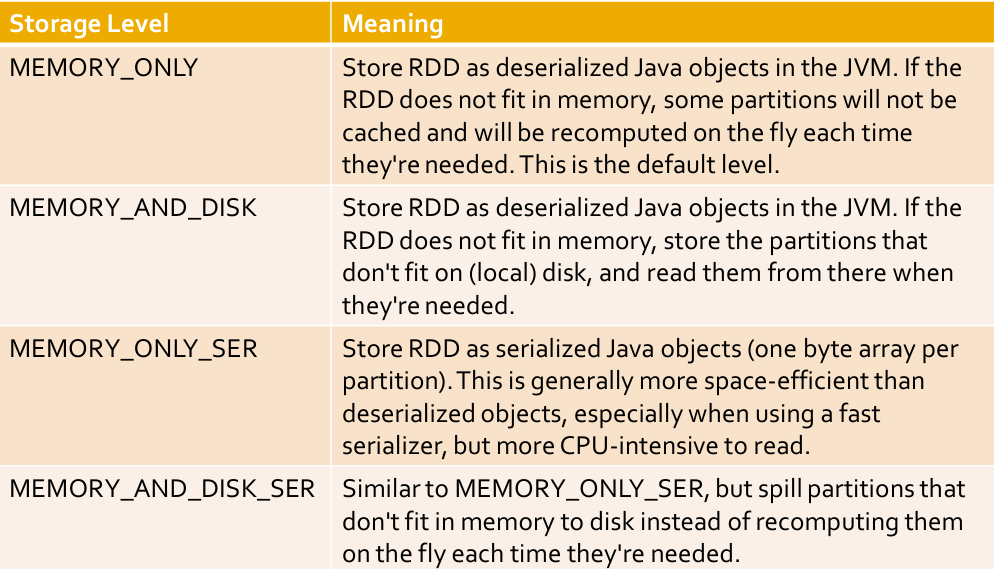 Storage Level
Meaning
MEMORY_ONLY
Store RDD as deserialized Java objects in the JVM. If the
RDD does not fit in memory, some partitions will not be
cached and will be recomputed on the fly each time
they're needed. This is the default level.
MEMORY_AND_DISK
Store RDD as deserialized Java objects in the JVM. If the
RDD does not fit in memory, store the partitions that
don't fit on (local) disk, and read them from there when
they're needed.
MEMORY_ONLY_SER
Store RDD as serialized Java objects (one byte array per
partition). This is generally more space-efficient than
deserialized objects, especially when using a fast
serializer, but more CPU-intensive to read.
MEMORY_AND_DISK_SER
Similar to MEMORY_ONLY_SER, but spill partitions that
don't fit in memory to disk instead of recomputing them
on the fly each time they're needed.